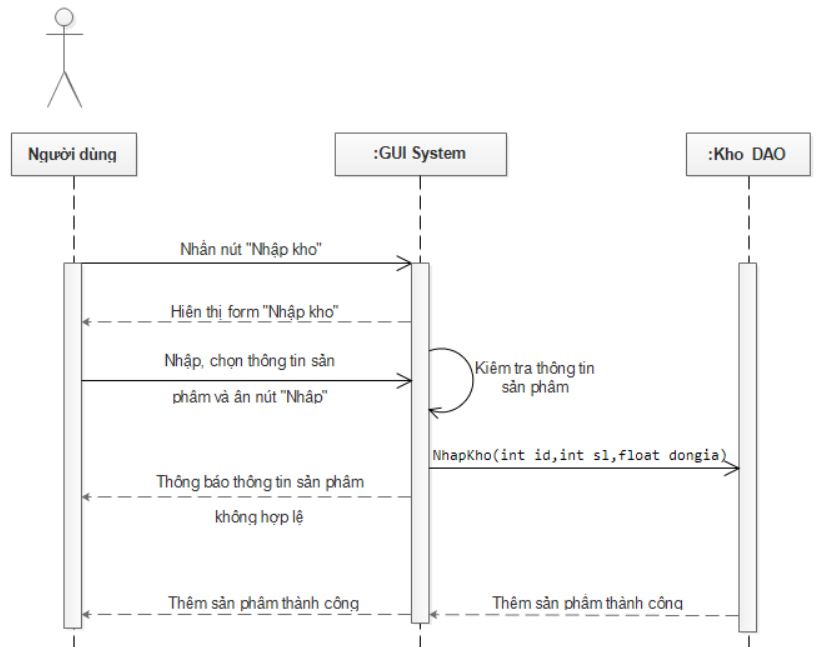 Người dùng
:GUI System
:Kho DAO
Nhấn nút "Nhập kho"
Hiển thị form "Nhập kho"
Nhập, chọn thông tin sản
phẩm và ấn nút "Nhập"
Kiểm tra thông tin
sản phẩm
NhapKho(int id,int sl,float dongia)
Thông báo thông tin sản phẩm
không hợp lệ
Thêm sản phẩm thành công
Thêm sản phẩm thành công